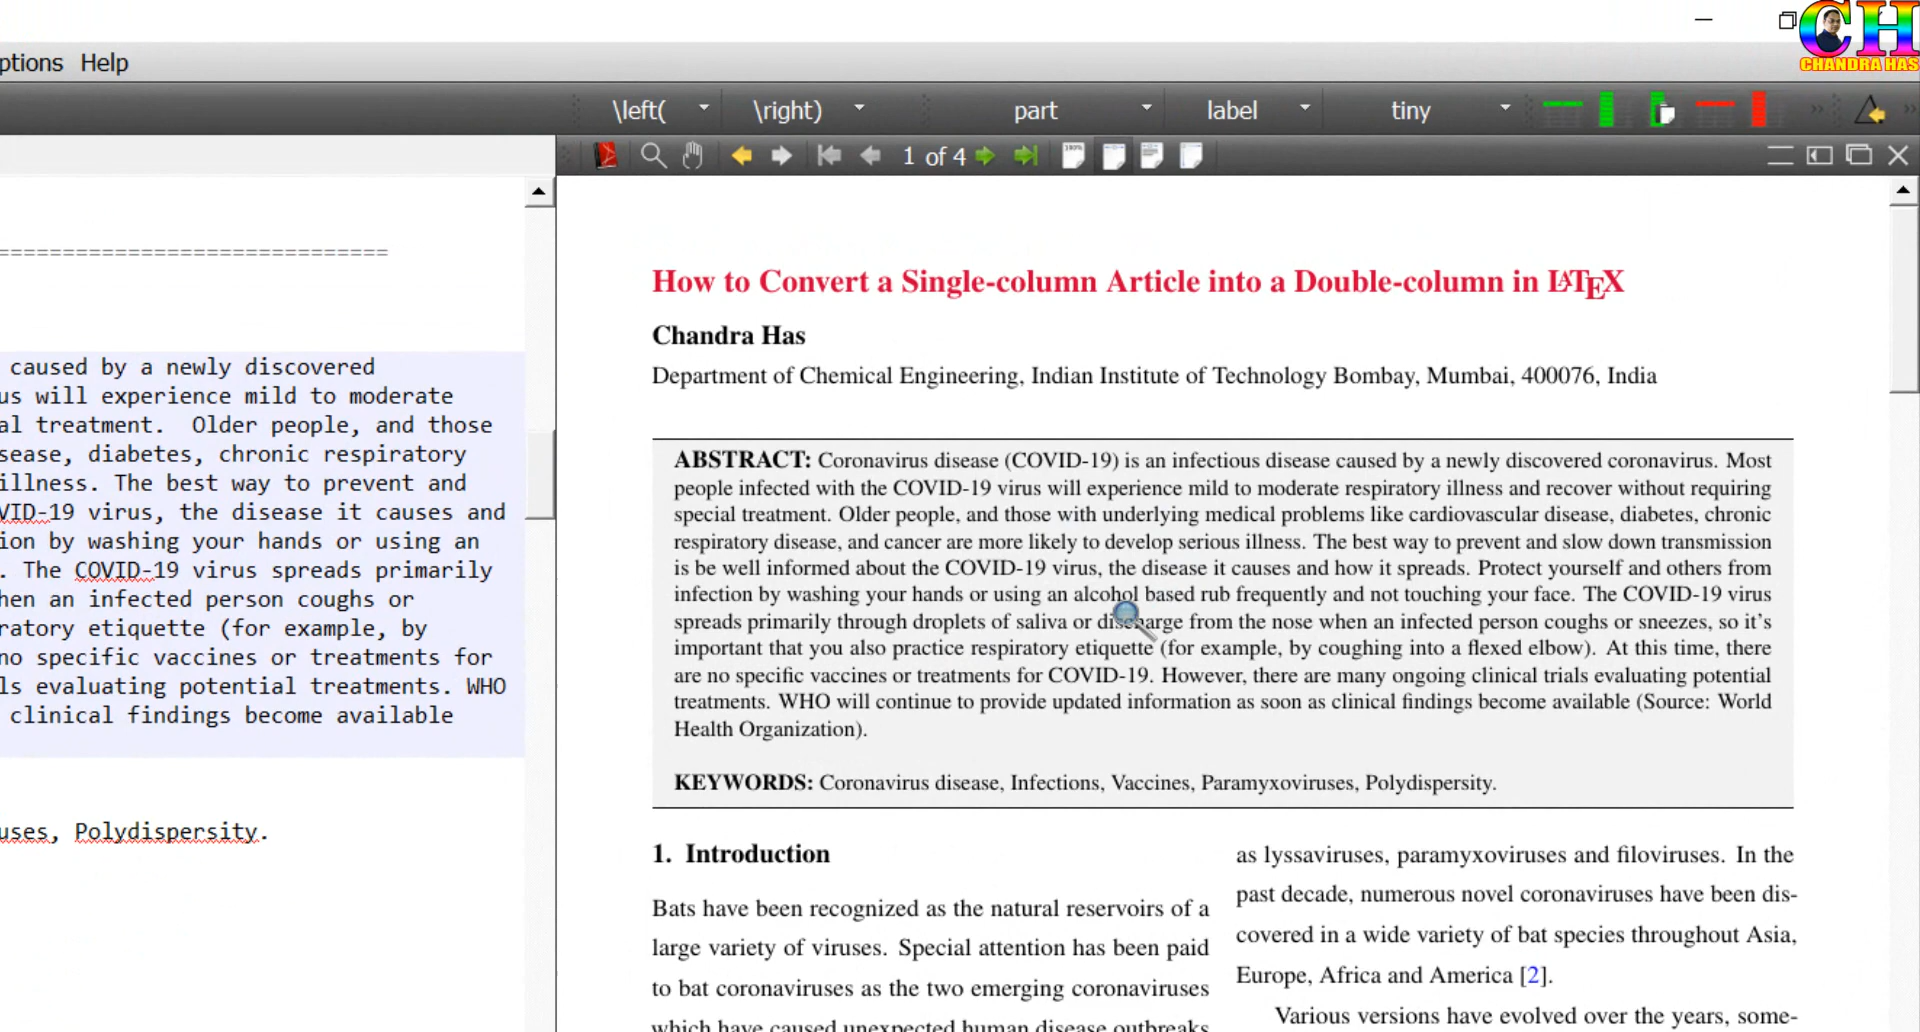 CH
CHANDRA HAS
ptions Help
\left( \right) part label tiny
1 of 4
==============================
caused by a newly discovered
us will experience mild to moderate
al treatment.  Older people, and those
sease, diabetes, chronic respiratory
illness. The best way to prevent and
VID-19 virus, the disease it causes and
ion by washing your hands or using an
. The COVID-19 virus spreads primarily
hen an infected person coughs or
ratory etiquette (for example, by
no specific vaccines or treatments for
ls evaluating potential treatments. WHO
clinical findings become available
uses, Polydispersity.
How to Convert a Single-column Article into a Double-column in LATEX
Chandra Has
Department of Chemical Engineering, Indian Institute of Technology Bombay, Mumbai, 400076, India
ABSTRACT: Coronavirus disease (COVID-19) is an infectious disease caused by a newly discovered coronavirus. Most
people infected with the COVID-19 virus will experience mild to moderate respiratory illness and recover without requiring
special treatment. Older people, and those with underlying medical problems like cardiovascular disease, diabetes, chronic
respiratory disease, and cancer are more likely to develop serious illness. The best way to prevent and slow down transmission
is be well informed about the COVID-19 virus, the disease it causes and how it spreads. Protect yourself and others from
infection by washing your hands or using an alcohol based rub frequently and not touching your face. The COVID-19 virus
spreads primarily through droplets of saliva or discharge from the nose when an infected person coughs or sneezes, so it's
important that you also practice respiratory etiquette (for example, by coughing into a flexed elbow). At this time, there
are no specific vaccines or treatments for COVID-19. However, there are many ongoing clinical trials evaluating potential
treatments. WHO will continue to provide updated information as soon as clinical findings become available (Source: World
Health Organization).
KEYWORDS: Coronavirus disease, Infections, Vaccines, Paramyxoviruses, Polydispersity.
1. Introduction
Bats have been recognized as the natural reservoirs of a
large variety of viruses. Special attention has been paid
to bat coronaviruses as the two emerging coronaviruses
which have caused unexpected human disease outbreaks
as lyssaviruses, paramyxoviruses and filoviruses. In the
past decade, numerous novel coronaviruses have been dis-
covered in a wide variety of bat species throughout Asia,
Europe, Africa and America [2].
Various versions have evolved over the years, some-